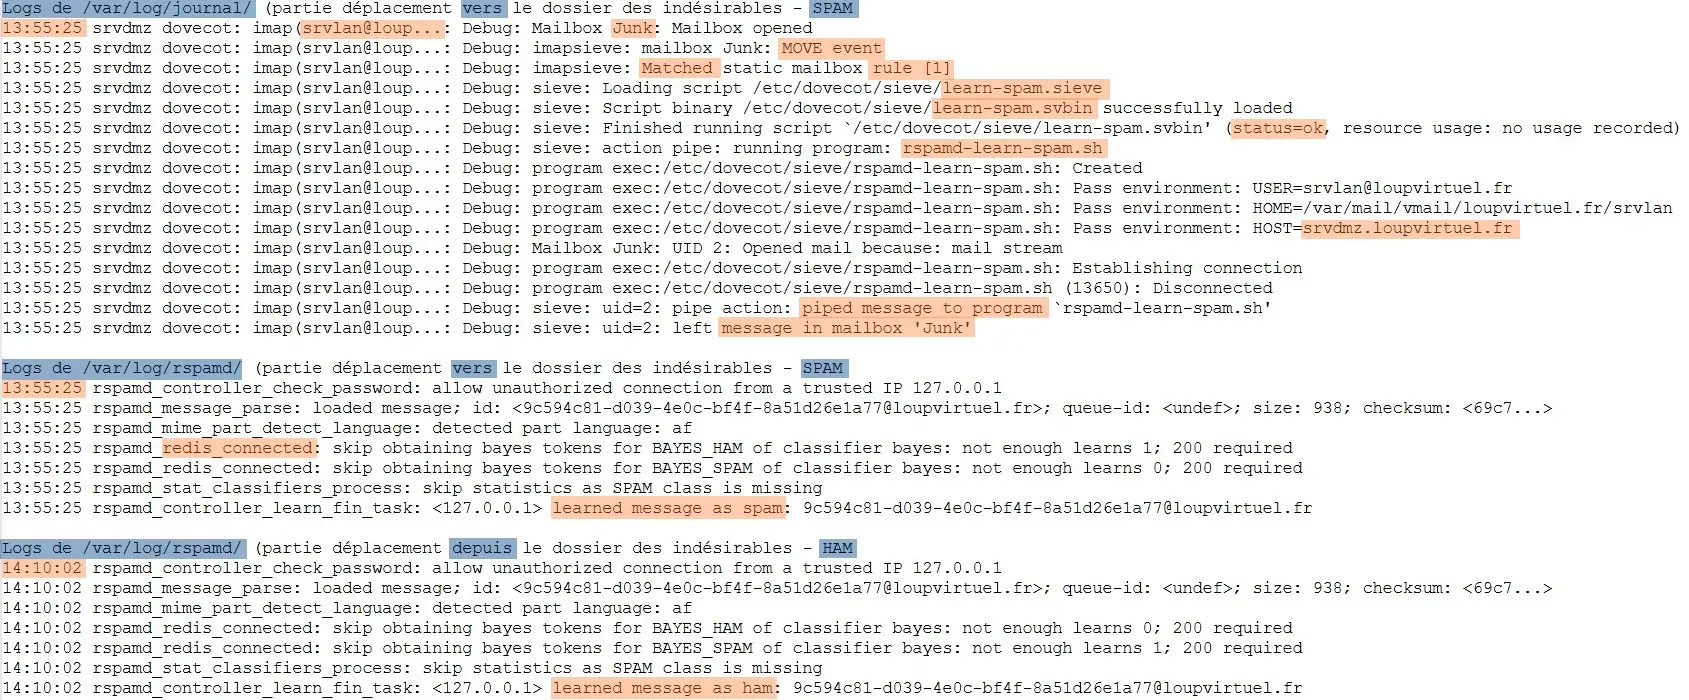 Logs de /var/log/journal/ (partie déplacement vers le dossier des indésirables - SPAM
13:55:25 srvdmz dovecot: imap(srvlan@loup...: Debug: Mailbox Junk: Mailbox opened
13:55:25 srvdmz dovecot: imap(srvlan@loup...: Debug: imapsieve: mailbox Junk: MOVE event
13:55:25 srvdmz dovecot: imap(srvlan@loup...: Debug: imapsieve: Matched static mailbox rule [1]
13:55:25 srvdmz dovecot: imap(srvlan@loup...: Debug: sieve: Loading script /etc/dovecot/sieve/learn-spam.sieve
13:55:25 srvdmz dovecot: imap(srvlan@loup...: Debug: sieve: Script binary /etc/dovecot/sieve/learn-spam.svbin successfully loaded
13:55:25 srvdmz dovecot: imap(srvlan@loup...: Debug: sieve: Finished running script `/etc/dovecot/sieve/learn-spam.svbin' (status=ok, resource usage: no usage recorded)
13:55:25 srvdmz dovecot: imap(srvlan@loup...: Debug: sieve: action pipe: running program: rspamd-learn-spam.sh
13:55:25 srvdmz dovecot: imap(srvlan@loup...: Debug: program exec:/etc/dovecot/sieve/rspamd-learn-spam.sh: Created
13:55:25 srvdmz dovecot: imap(srvlan@loup...: Debug: program exec:/etc/dovecot/sieve/rspamd-learn-spam.sh: Pass environment: USER=srvlan@loupvirtuel.fr
13:55:25 srvdmz dovecot: imap(srvlan@loup...: Debug: program exec:/etc/dovecot/sieve/rspamd-learn-spam.sh: Pass environment: HOME=/var/mail/vmail/loupvirtuel.fr/srvlan
13:55:25 srvdmz dovecot: imap(srvlan@loup...: Debug: program exec:/etc/dovecot/sieve/rspamd-learn-spam.sh: Pass environment: HOST=srvdmz.loupvirtuel.fr
13:55:25 srvdmz dovecot: imap(srvlan@loup...: Debug: Mailbox Junk: UID 2: Opened mail because: mail stream
13:55:25 srvdmz dovecot: imap(srvlan@loup...: Debug: program exec:/etc/dovecot/sieve/rspamd-learn-spam.sh: Establishing connection
13:55:25 srvdmz dovecot: imap(srvlan@loup...: Debug: program exec:/etc/dovecot/sieve/rspamd-learn-spam.sh (13650): Disconnected
13:55:25 srvdmz dovecot: imap(srvlan@loup...: Debug: sieve: uid=2: pipe action: piped message to program `rspamd-learn-spam.sh'
13:55:25 srvdmz dovecot: imap(srvlan@loup...: Debug: sieve: uid=2: left message in mailbox 'Junk'
Logs de /var/log/rspamd/ (partie déplacement vers le dossier des indésirables - SPAM
13:55:25 rspamd_controller_check_password: allow unauthorized connection from a trusted IP 127.0.0.1
13:55:25 rspamd_message_parse: loaded message; id: <9c594c81-d039-4e0c-bf4f-8a51d26e1a77@loupvirtuel.fr>; queue-id: <undef>; size: 938; checksum: <69c7...>
13:55:25 rspamd_mime_part_detect_language: detected part language: af
13:55:25 rspamd_redis_connected: skip obtaining bayes tokens for BAYES_HAM of classifier bayes: not enough learns 1; 200 required
13:55:25 rspamd_redis_connected: skip obtaining bayes tokens for BAYES_SPAM of classifier bayes: not enough learns 0; 200 required
13:55:25 rspamd_stat_classifiers_process: skip statistics as SPAM class is missing
13:55:25 rspamd_controller_learn_fin_task: <127.0.0.1> learned message as spam: 9c594c81-d039-4e0c-bf4f-8a51d26e1a77@loupvirtuel.fr
Logs de /var/log/rspamd/ (partie déplacement depuis le dossier des indésirables - HAM
14:10:02 rspamd_controller_check_password: allow unauthorized connection from a trusted IP 127.0.0.1
14:10:02 rspamd_message_parse: loaded message; id: <9c594c81-d039-4e0c-bf4f-8a51d26e1a77@loupvirtuel.fr>; queue-id: <undef>; size: 938; checksum: <69c7...>
14:10:02 rspamd_mime_part_detect_language: detected part language: af
14:10:02 rspamd_redis_connected: skip obtaining bayes tokens for BAYES_HAM of classifier bayes: not enough learns 0; 200 required
14:10:02 rspamd_redis_connected: skip obtaining bayes tokens for BAYES_SPAM of classifier bayes: not enough learns 1; 200 required
14:10:02 rspamd_stat_classifiers_process: skip statistics as SPAM class is missing
14:10:02 rspamd_controller_learn_fin_task: <127.0.0.1> learned message as ham: 9c594c81-d039-4e0c-bf4f-8a51d26e1a77@loupvirtuel.fr